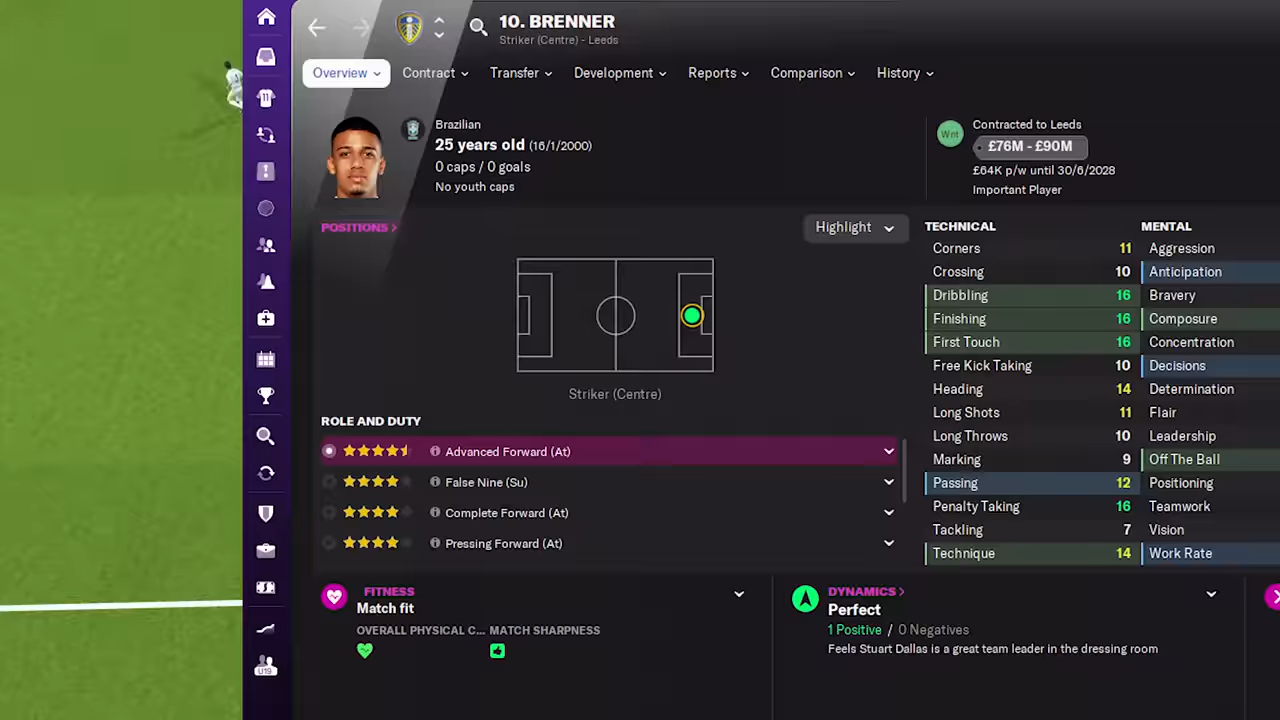 10. BRENNER
Striker (Centre) - Leeds
Overview
Contract
Transfer
Development
Reports
Comparison
History
Brazilian
25 years old (16/1/2000)
0 caps / 0 goals
No youth caps
Wnt
Contracted to Leeds
£76M - £90M
£64K p/w until 30/6/2028
Important Player
POSITIONS >
Highlight
Striker (Centre)
ROLE AND DUTY
Advanced Forward (At)
False Nine (Su)
Complete Forward (At)
Pressing Forward (At)
TECHNICAL
Corners 11
Crossing 10
Dribbling 16
Finishing 16
First Touch 16
Free Kick Taking 10
Heading 14
Long Shots 11
Long Throws 10
Marking 9
Passing 12
Penalty Taking 16
Tackling 7
Technique 14
MENTAL
Aggression
Anticipation
Bravery
Composure
Concentration
Decisions
Determination
Flair
Leadership
Off The Ball
Positioning
Teamwork
Vision
Work Rate
FITNESS
Match fit
OVERALL PHYSICAL C... MATCH SHARPNESS
DYNAMICS >
Perfect
1 Positive / 0 Negatives
Feels Stuart Dallas is a great team leader in the dressing room
U19